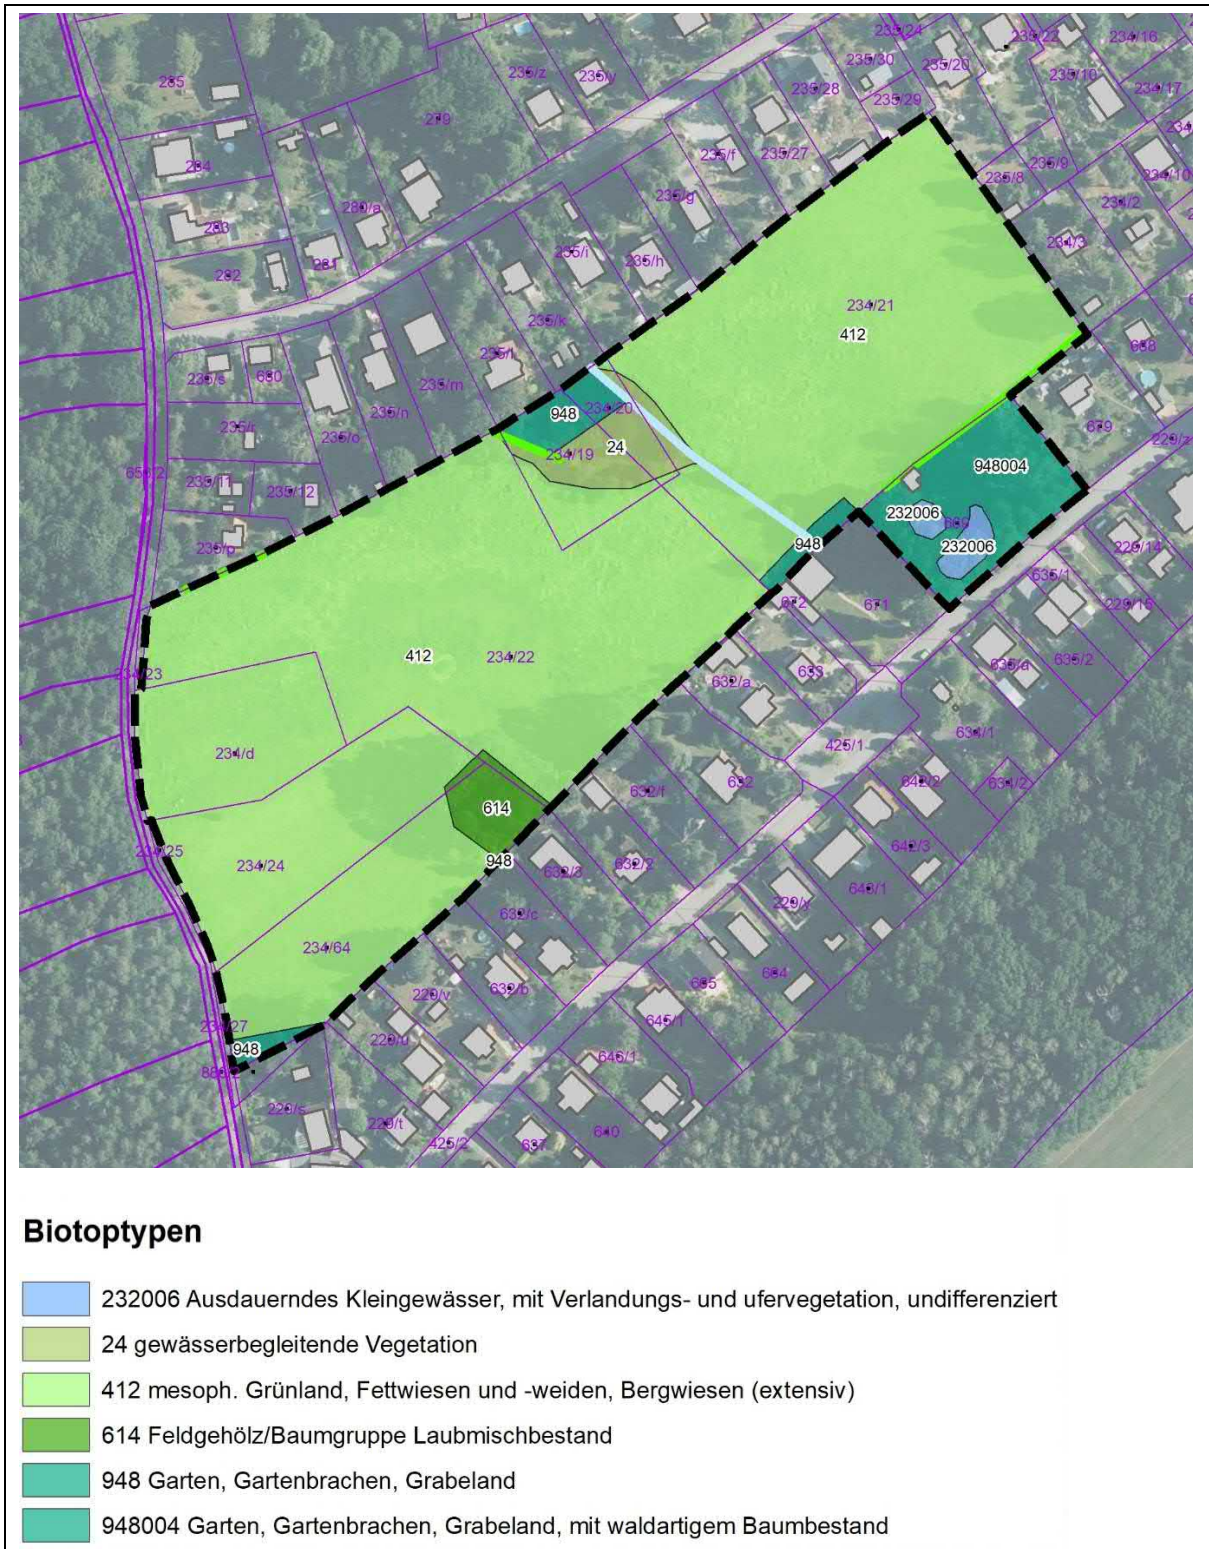 235/24
235/22
234/16
235/30
235/20
235/z
235/v
235/10
285
235/28
234/17
235/29
279
235/f
235/27
235/9
284
235/8
234/10
235/g
234/2
280/a
283
234/3
281
235/i
235/h
282
234/21
235/k
412
688
235/l
235/s
680
235/m
234/20
948
235/n
679
235/r
24
229/z
235/o
234/19
948004
656/2
235/11
235/12
232006
235/p
948
232006
229/14
635/1
672
671
229/15
412
234/22
633
635/a
635/2
234/23
632/a
234/d
425/1
634/1
632/f
632
642/2
634/2
614
234/25
642/3
948
234/24
632/3
632/2
643/1
229/y
632/c
234/64
685
684
632/b
229/v
234/27
645/1
229/u
948
646/1
229/s
229/t
640
425/2
637
Biotoptypen
232006 Ausdauerndes Kleingewässer, mit Verlandungs- und ufervegetation, undifferenziert
24 gewässerbegleitende Vegetation
412 mesoph. Grünland, Fettwiesen und -weiden, Bergwiesen (extensiv)
614 Feldgehölz/Baumgruppe Laubmischbestand
948 Garten, Gartenbrachen, Grabeland
948004 Garten, Gartenbrachen, Grabeland, mit waldartigem Baumbestand